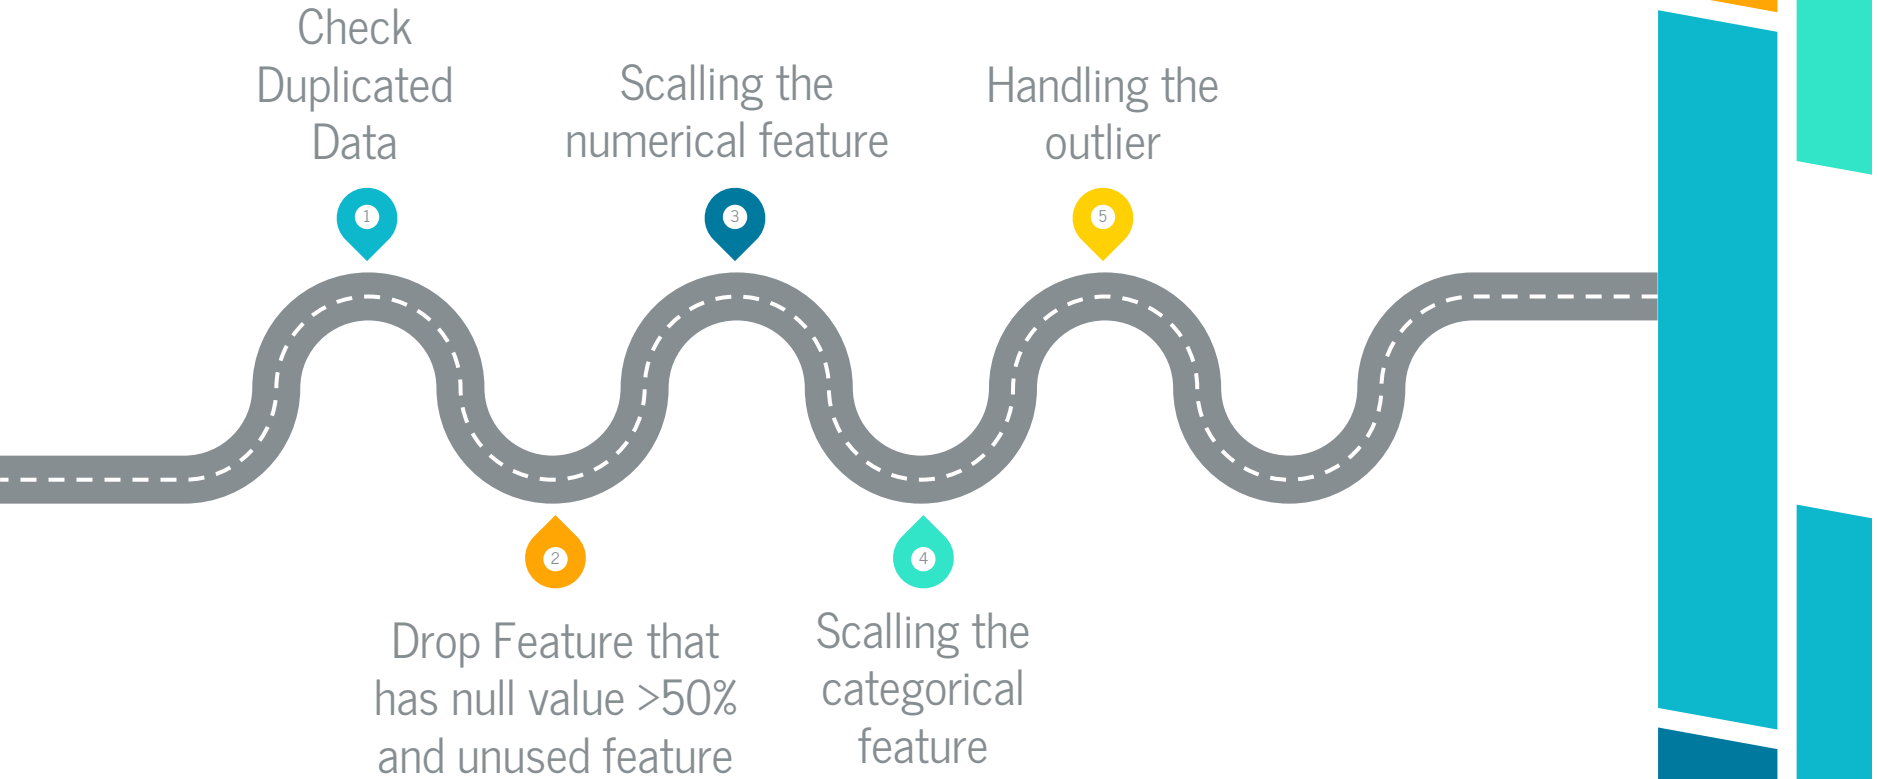 Check
Duplicated
Data
1
Drop Feature that
has null value >50%
and unused feature
2
Scalling the
numerical feature
3
Scalling the
categorical
feature
4
Handling the
outlier
5